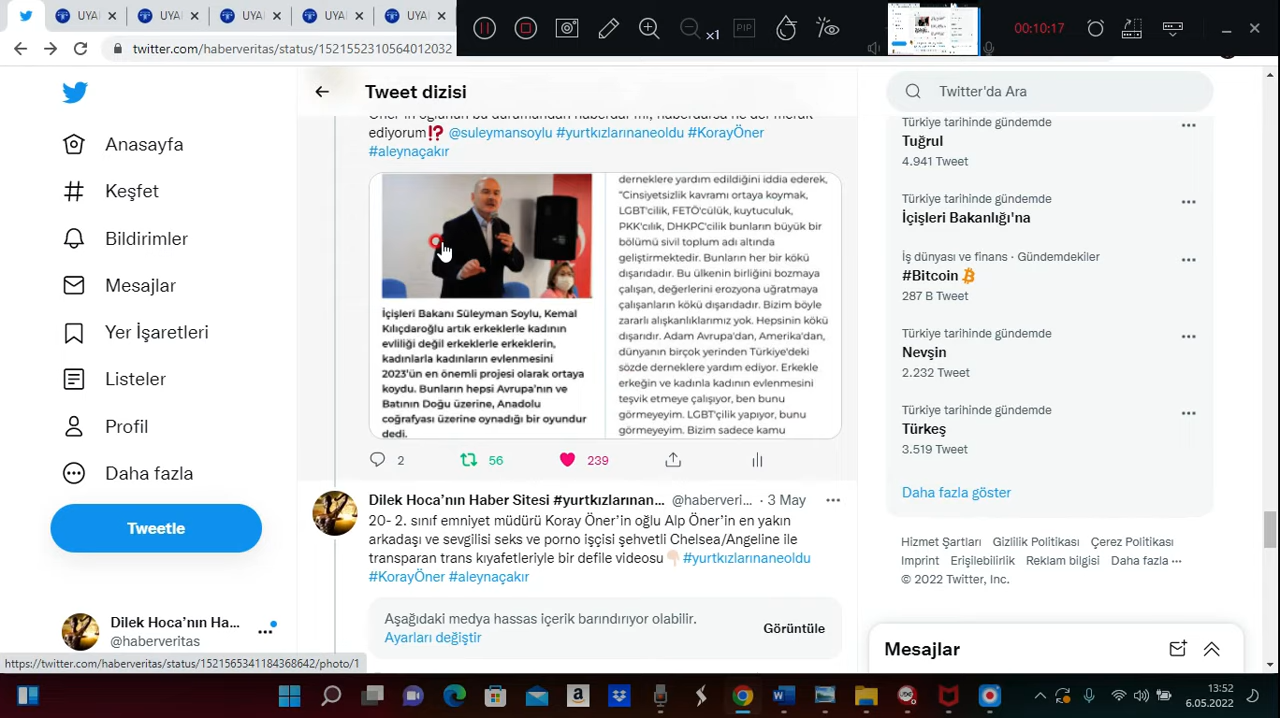 UYA
UYA
UYA
UYA
UYA
x1
PIP
00:10:17
twitter.com/haberveritas/status/1521552310864012032
Tweet dizisi
Twitter'da Ara
Anasayfa
Keşfet
Bildirimler
Mesajlar
Yer İşaretleri
Listeler
Profil
Daha fazla
Tweetle
Dilek Hoca'nın Ha...
@haberveritas
https://twitter.com/haberveritas/status/1521565341184368642/photo/1
ediyorum⁉️ @suleymansoylu #yurtkızlarınaneoldu #KorayÖner
#aleynaçakır
İçişleri Bakanı Süleyman Soylu, Kemal
Kılıçdaroğlu artık erkeklerle kadının
evliliği değil erkeklerle erkeklerin,
kadınlarla kadınların evlenmesini
2023'ün en önemli projesi olarak ortaya
koydu. Bunların hepsi Avrupa'nın ve
Batının Doğu üzerine, Anadolu
coğrafyası üzerine oynadığı bir oyundur
dedi.
derneklere yardım edildiğini iddia ederek,
"Cinsiyetsizlik kavramı ortaya koymak,
LGBT'cilik, FETÖ'cülük, kuytuculuk,
PKK'cılık, DHKPC'cilik bunların büyük bir
bölümü sivil toplum adı altında
geliştirmektedir. Bunların her bir kökü
dışarıdadır. Bu ülkenin birliğini bozmaya
çalışan, değerlerini erozyona uğratmaya
çalışanların kökü dışarıdadır. Bizim böyle
zararlı alışkanlıklarımız yok. Hepsinin kökü
dışarıdır. Adam Avrupa'dan, Amerika'dan,
dünyanın birçok yerinden Türkiye'deki
sözde derneklere yardım ediyor. Erkekle
erkeğin ve kadınla kadının evlenmesini
teşvik etmeye çalışıyor, ben bunu
görmeyeyim. LGBT'cilik yapıyor, bunu
görmeyeyim. Bizim sadece kamu
2 56 239
Dilek Hoca'nın Haber Sitesi #yurtkızlarınan... @haberveri... · 3 May
20- 2. sınıf emniyet müdürü Koray Öner'in oğlu Alp Öner'in en yakın
arkadaşı ve sevgilisi seks ve porno işçisi şehvetli Chelsea/Angeline ile
transparan trans kıyafetleriyle bir defile videosu 👇🏻 #yurtkızlarınaneoldu
#KorayÖner #aleynaçakır
Aşağıdaki medya hassas içerik barındırıyor olabilir.
Ayarları değiştir
Görüntüle
Türkiye tarihinde gündemde
Tuğrul
4.941 Tweet
Türkiye tarihinde gündemde
İçişleri Bakanlığı'na
İş dünyası ve finans · Gündemdekiler
#Bitcoin
287 B Tweet
Türkiye tarihinde gündemde
Nevşin
2.232 Tweet
Türkiye tarihinde gündemde
Türkeş
3.519 Tweet
Daha fazla göster
Hizmet Şartları Gizlilik Politikası Çerez Politikası
Imprint Erişilebilirlik Reklam bilgisi Daha fazla ···
© 2022 Twitter, Inc.
Mesajlar
13:52
6.05.2022